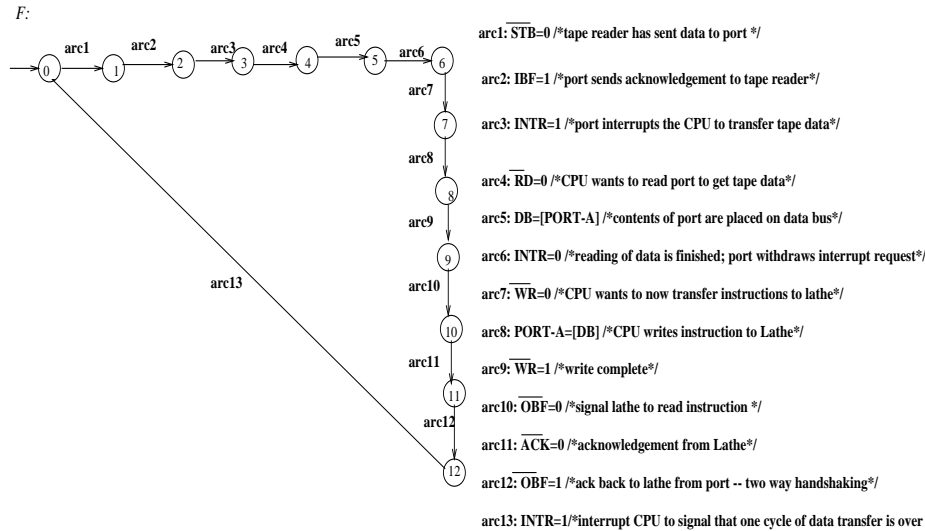 F:
arc1
arc2
arc3
arc4
arc5
arc6
0
1
2
3
4
5
6
arc7
7
arc8
8
arc9
9
arc10
10
arc11
11
arc12
12
arc13
arc1: S̅T̅B̅=0 /*tape reader has sent data to port */
arc2: IBF=1 /*port sends acknowledgement to tape reader*/
arc3: INTR=1 /*port interrupts the CPU to transfer tape data*/
arc4: R̅D̅=0 /*CPU wants to read port to get tape data*/
arc5: DB=[PORT-A] /*contents of port are placed on data bus*/
arc6: INTR=0 /*reading of data is finished; port withdraws interrupt request*/
arc7: W̅R̅=0 /*CPU wants to now transfer instructions to lathe*/
arc8: PORT-A=[DB] /*CPU writes instruction to Lathe*/
arc9: W̅R̅=1 /*write complete*/
arc10: O̅B̅F̅=0 /*signal lathe to read instruction */
arc11: A̅C̅K̅=0 /*acknowledgement from Lathe*/
arc12: O̅B̅F̅=1 /*ack back to lathe from port -- two way handshaking*/
arc13: INTR=1/*interrupt CPU to signal that one cycle of data transfer is over